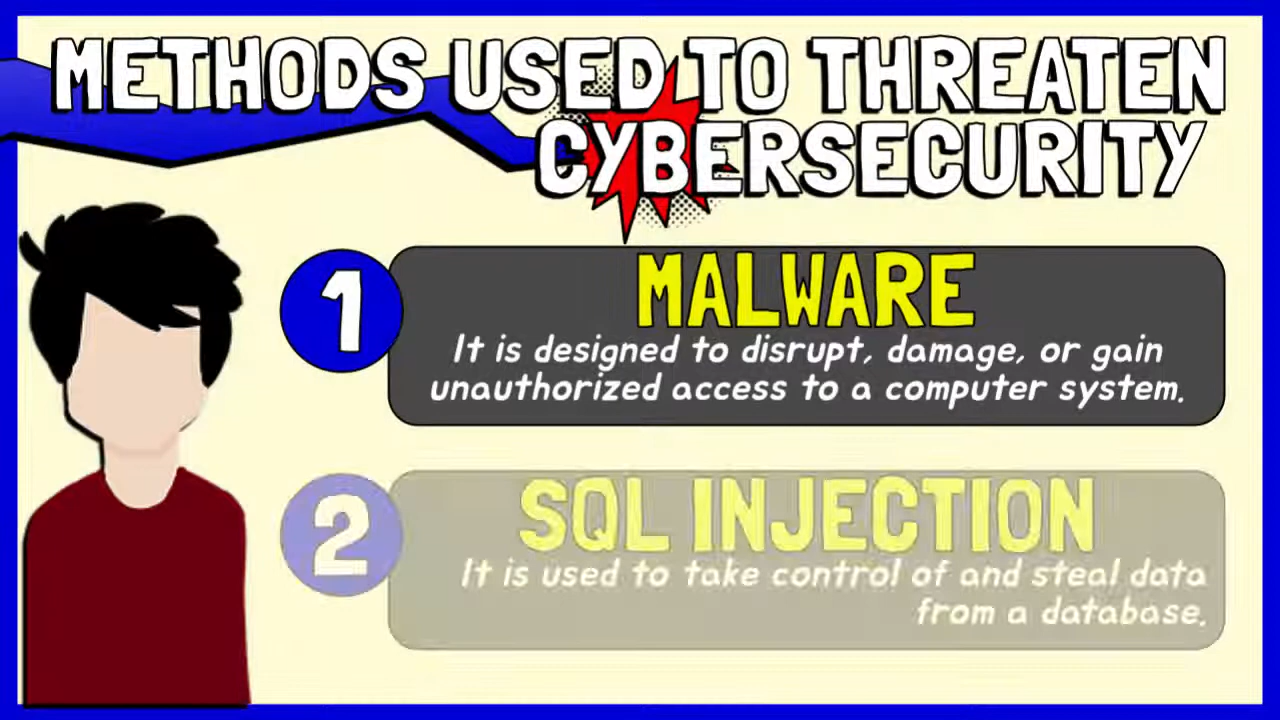 METHODS USED TO THREATEN
CYBERSECURITY
1
MALWARE
It is designed to disrupt, damage, or gain
unauthorized access to a computer system.
2
SQL INJECTION
It is used to take control of and steal data
from a database.